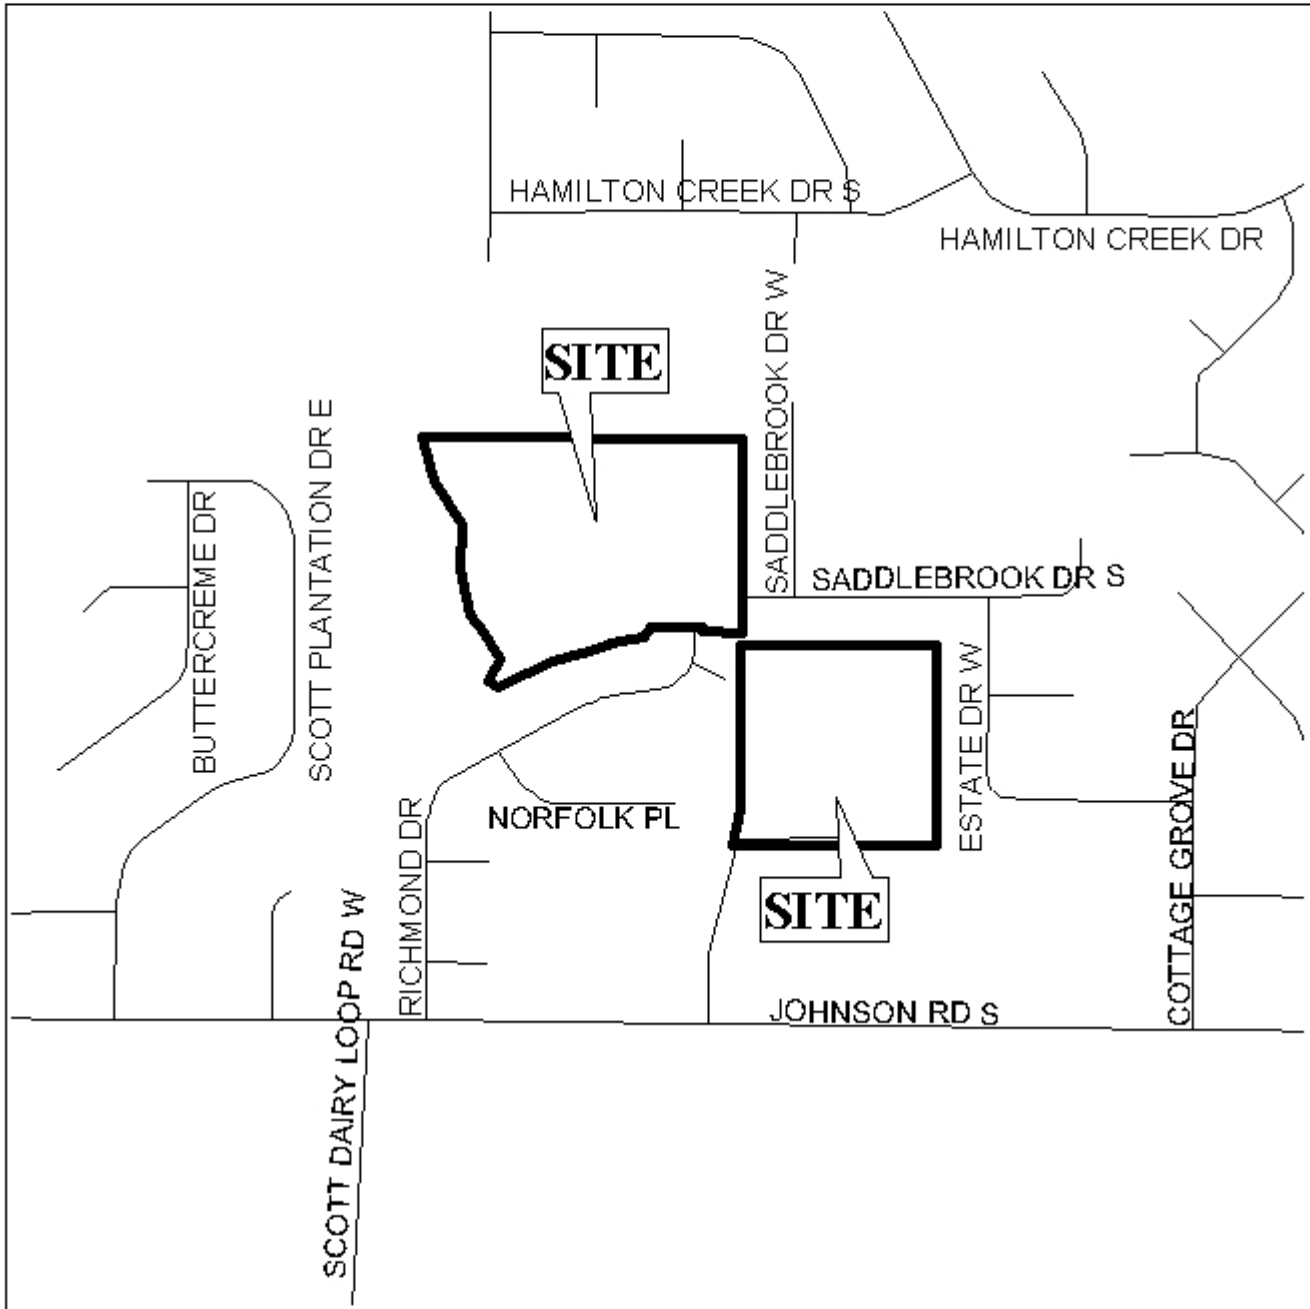 HAMILTON CREEK DR S
HAMILTON CREEK DR
SITE
SADDLEBROOK DR W
SCOTT PLANTATION DR E
BUTTERCREME DR
SADDLEBROOK DR S
ESTATE DR W
COTTAGE GROVE DR
NORFOLK PL
RICHMOND DR
SITE
SCOTT DAIRY LOOP RD W
JOHNSON RD S